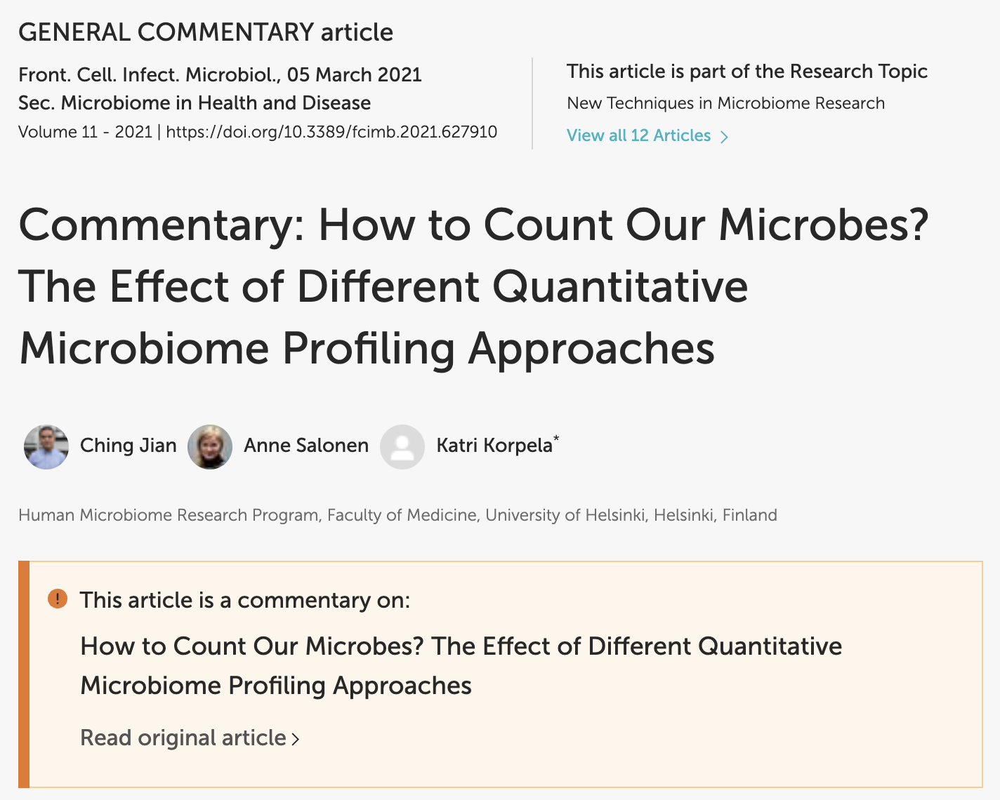 GENERAL COMMENTARY article
Front. Cell. Infect. Microbiol., 05 March 2021
Sec. Microbiome in Health and Disease
Volume 11 - 2021 | https://doi.org/10.3389/fcimb.2021.627910
This article is part of the Research Topic
New Techniques in Microbiome Research
View all 12 Articles
Commentary: How to Count Our Microbes?
The Effect of Different Quantitative
Microbiome Profiling Approaches
Ching Jian Anne Salonen Katri Korpela*
Human Microbiome Research Program, Faculty of Medicine, University of Helsinki, Helsinki, Finland
This article is a commentary on:
How to Count Our Microbes? The Effect of Different Quantitative
Microbiome Profiling Approaches
Read original article